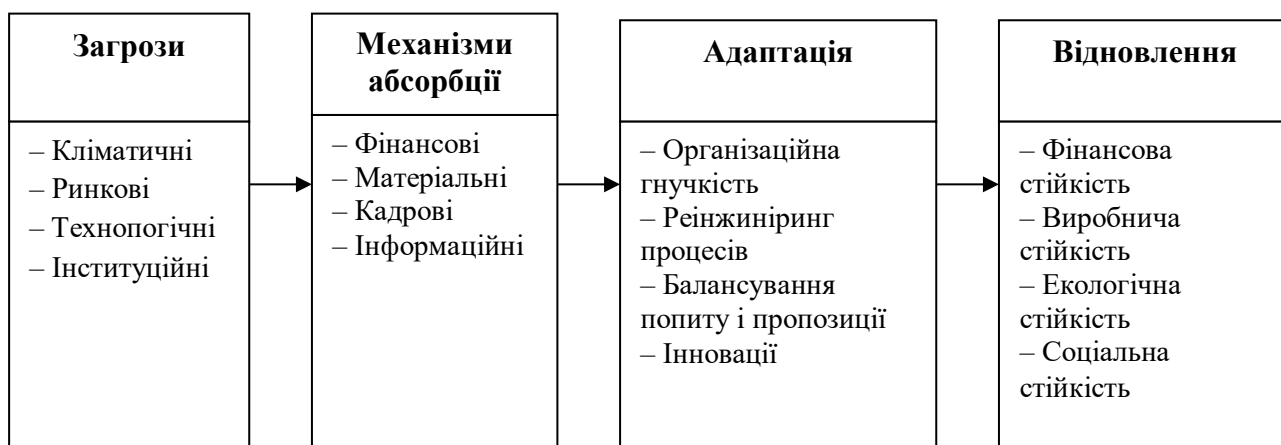 Загрози
– Кліматичні
– Ринкові
– Технопогічні
– Інституційні
Механізми
абсорбції
– Фінансові
– Матеріальні
– Кадрові
– Інформаційні
Адаптація
– Організаційна
гнучкість
– Реінжиніринг
процесів
– Балансування
попиту і пропозиції
– Інновації
Відновлення
– Фінансова
стійкість
– Виробнича
стійкість
– Екологічна
стійкість
– Соціальна
стійкість